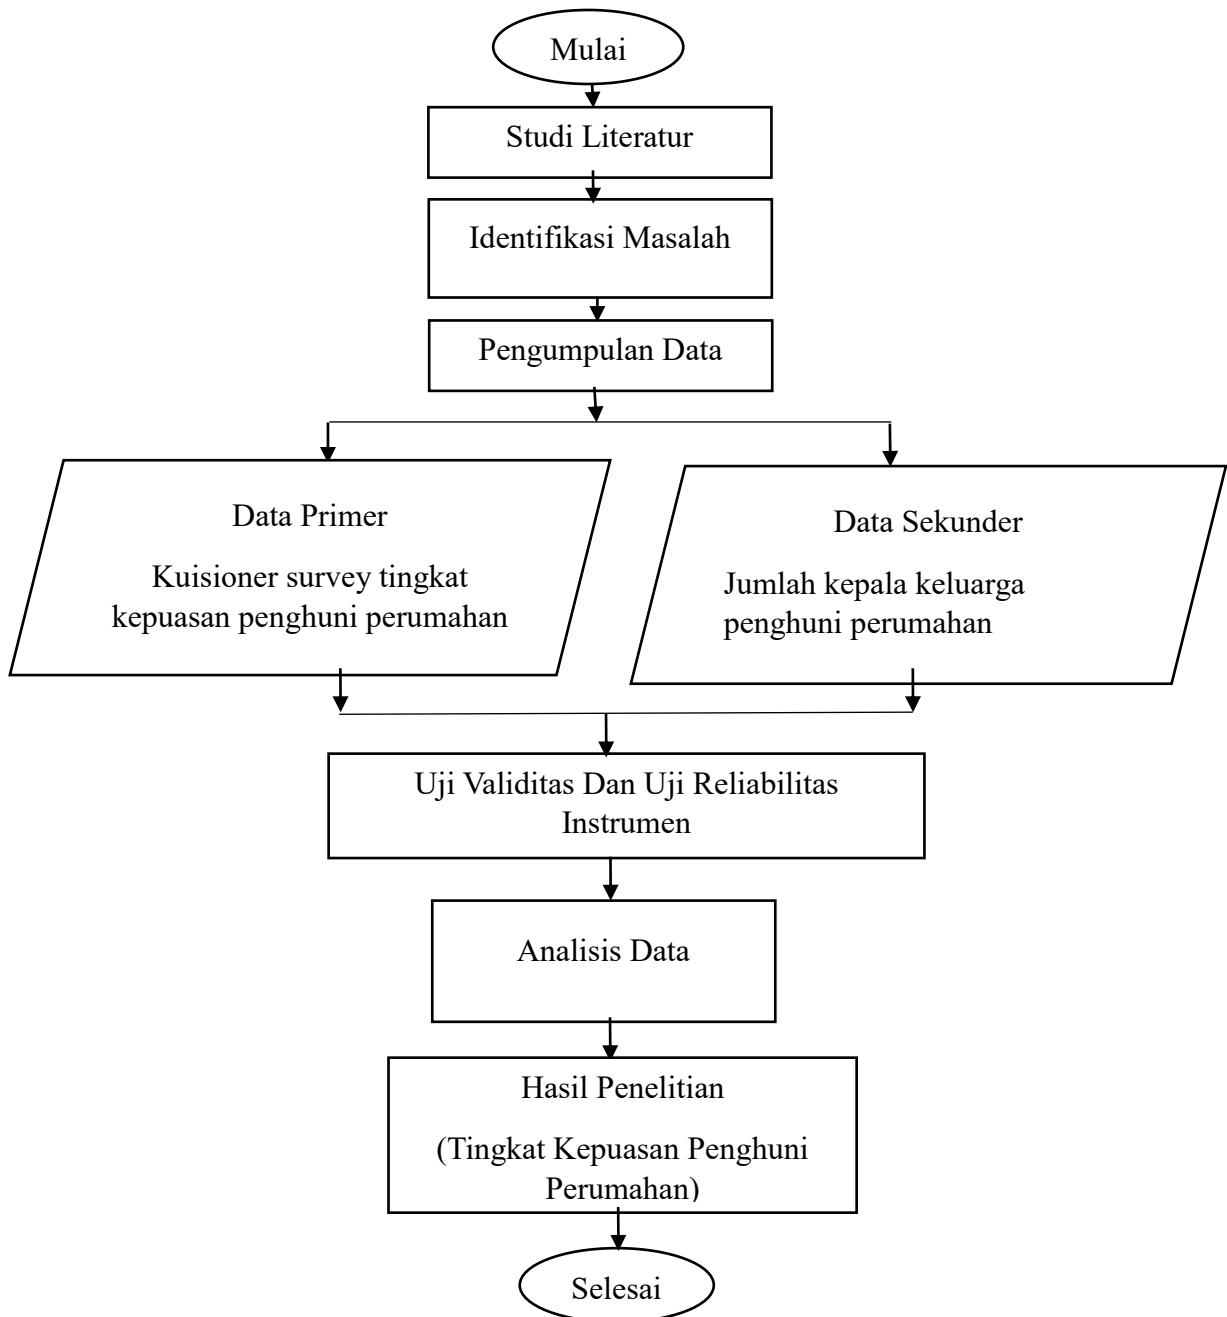 Mulai
Studi Literatur
Identifikasi Masalah
Pengumpulan Data
Data Primer
Kuisioner survey tingkat
kepuasan penghuni perumahan
Data Sekunder
Jumlah kepala keluarga
penghuni perumahan
Uji Validitas Dan Uji Reliabilitas
Instrumen
Analisis Data
Hasil Penelitian
(Tingkat Kepuasan Penghuni
Perumahan)
Selesai